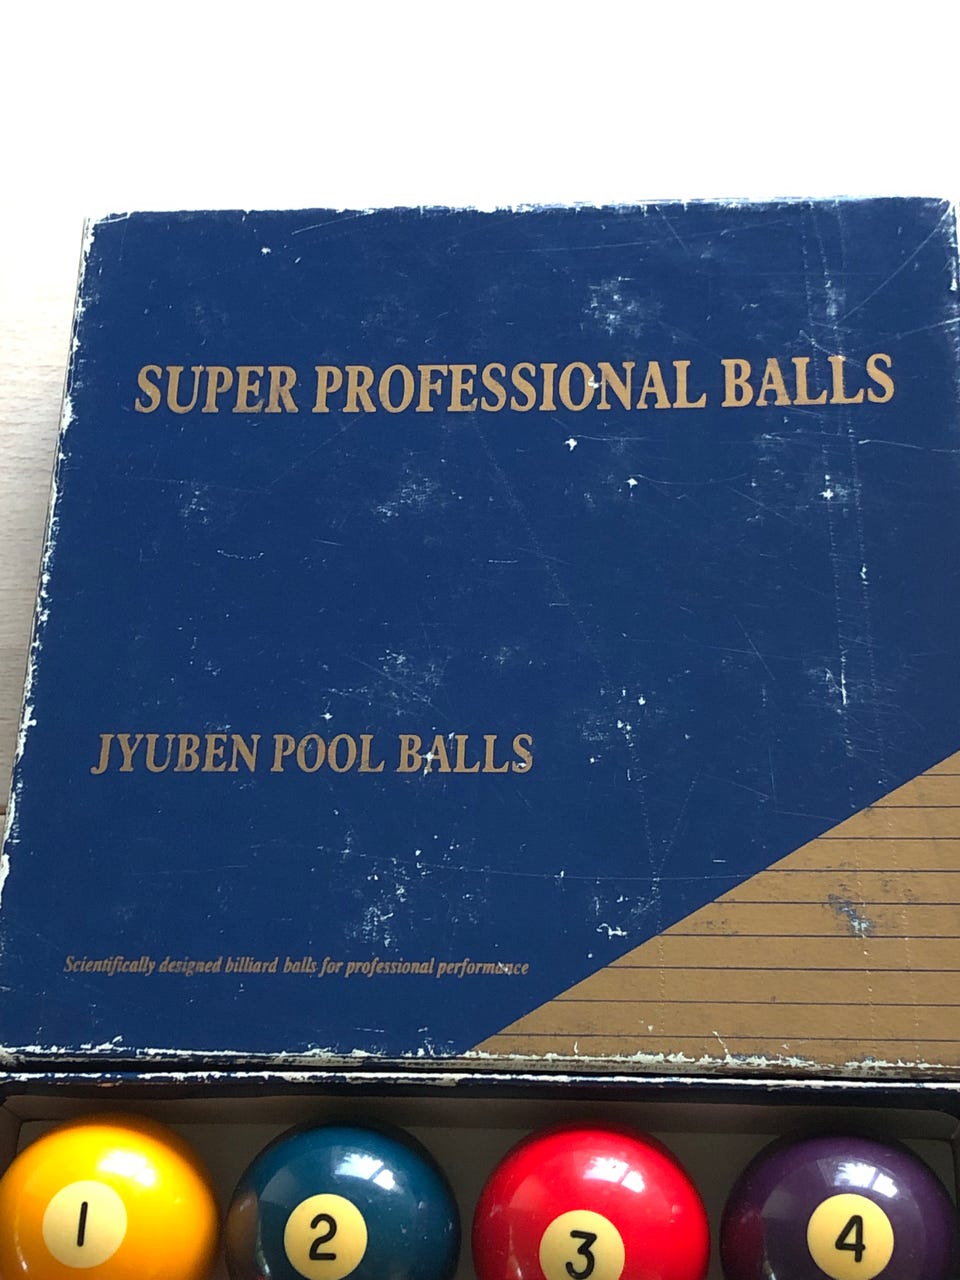 SUPER PROFESSIONAL BALLS
JYUBEN POOL BALLS
Scientifically designed billiard balls for professional performance
1 2 3 4